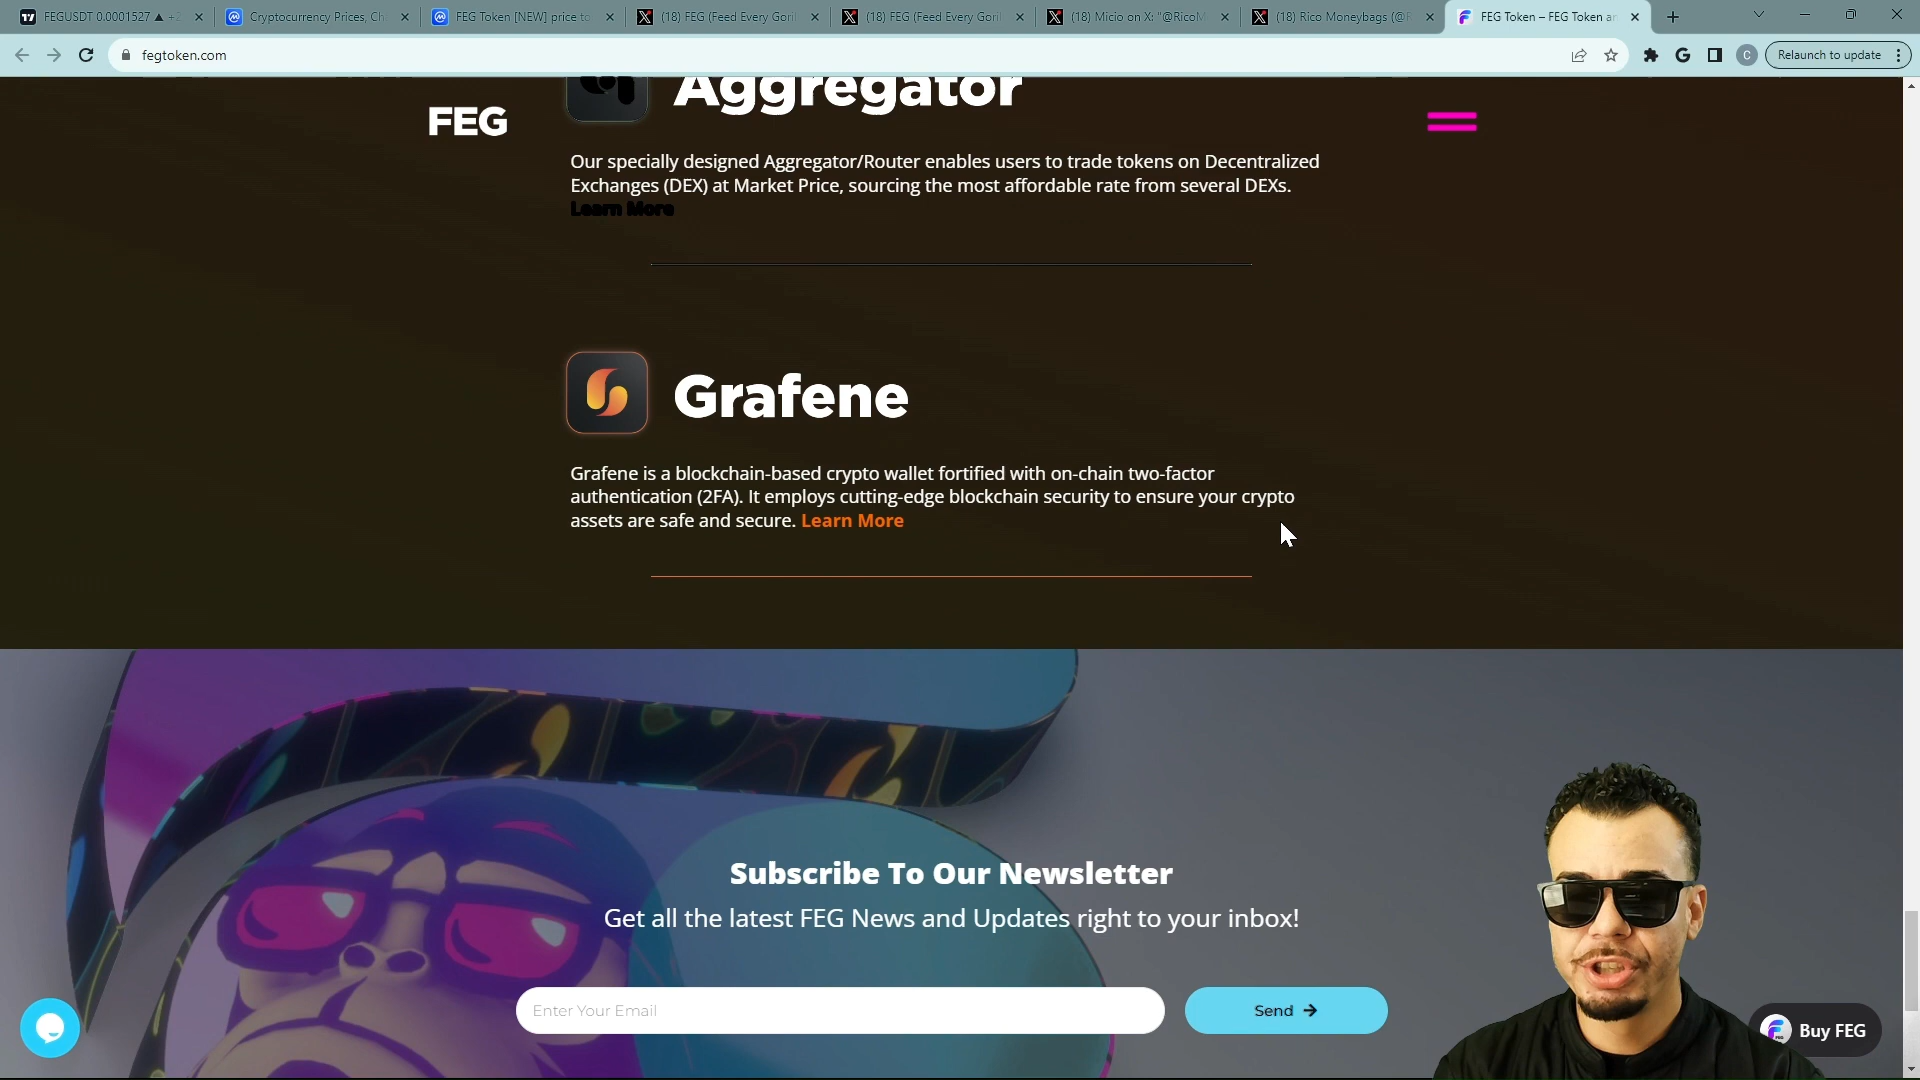 FEGUSDT 0.0001527 ▲ +2
Cryptocurrency Prices, Ch
FEG Token [NEW] price to
(18) FEG (Feed Every Goril
(18) FEG (Feed Every Goril
(18) Micio on X: "@RicoM
(18) Rico Moneybags (@R
FEG Token – FEG Token an
fegtoken.com
Relaunch to update
FEG
Aggregator
Our specially designed Aggregator/Router enables users to trade tokens on Decentralized
Exchanges (DEX) at Market Price, sourcing the most affordable rate from several DEXs.
Learn More
Grafene
Grafene is a blockchain-based crypto wallet fortified with on-chain two-factor
authentication (2FA). It employs cutting-edge blockchain security to ensure your crypto
assets are safe and secure. Learn More
Subscribe To Our Newsletter
Get all the latest FEG News and Updates right to your inbox!
Enter Your Email
Send →
Buy FEG